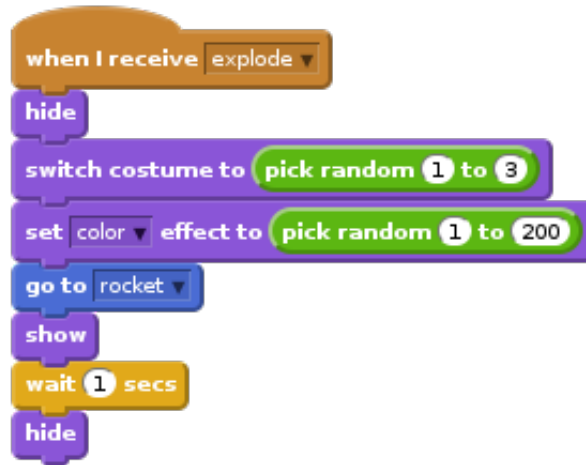 when I receive explode
hide
switch costume to pick random 1 to 3
set color effect to pick random 1 to 200
go to rocket
show
wait 1 secs
hide